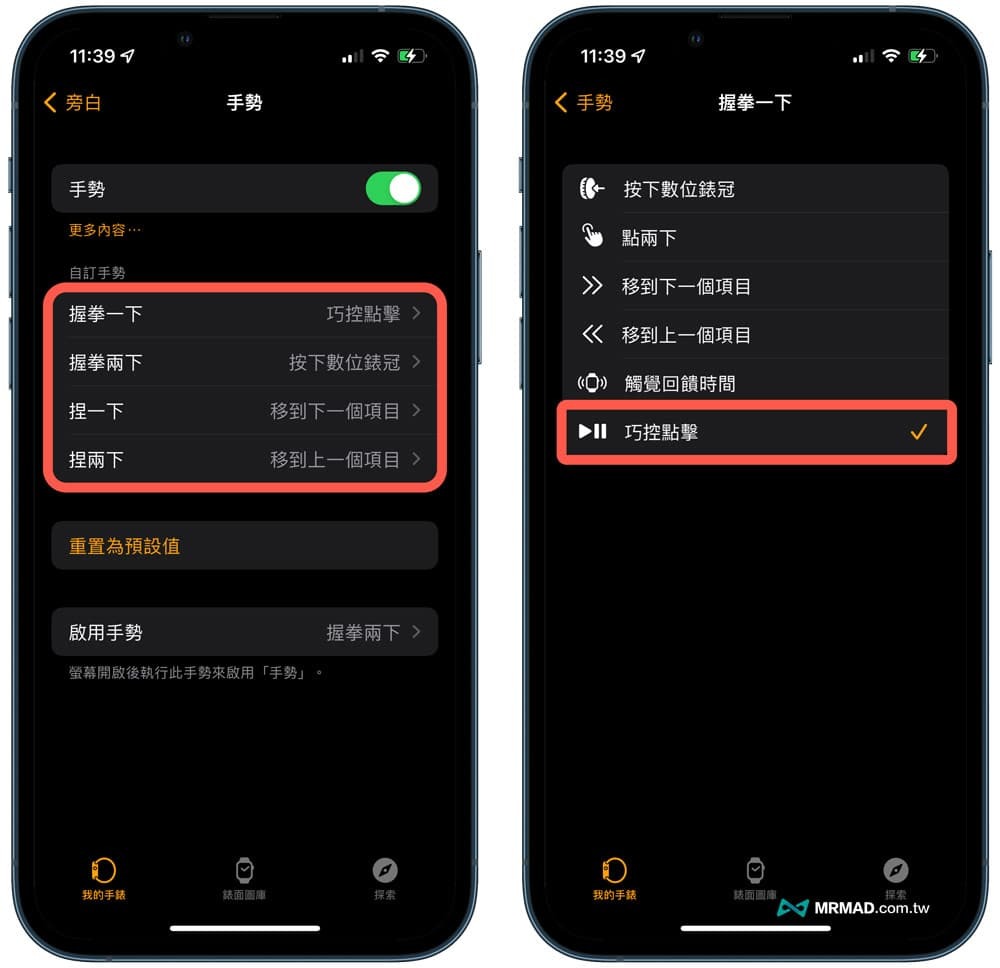 11:39
旁白
手勢
手勢
更多內容⋯
自訂手勢
握拳一下 巧控點擊
握拳兩下 按下數位錶冠
捏一下 移到下一個項目
捏兩下 移到上一個項目
重置為預設值
啟用手勢 握拳兩下
螢幕開啟後執行此手勢來啟用「手勢」。
我的手錶 錶面圖庫 探索
11:39
手勢
握拳一下
按下數位錶冠
點兩下
移到下一個項目
移到上一個項目
觸覺回饋時間
巧控點擊
我的手錶 錶面圖庫 探索
MRMAD.com.tw